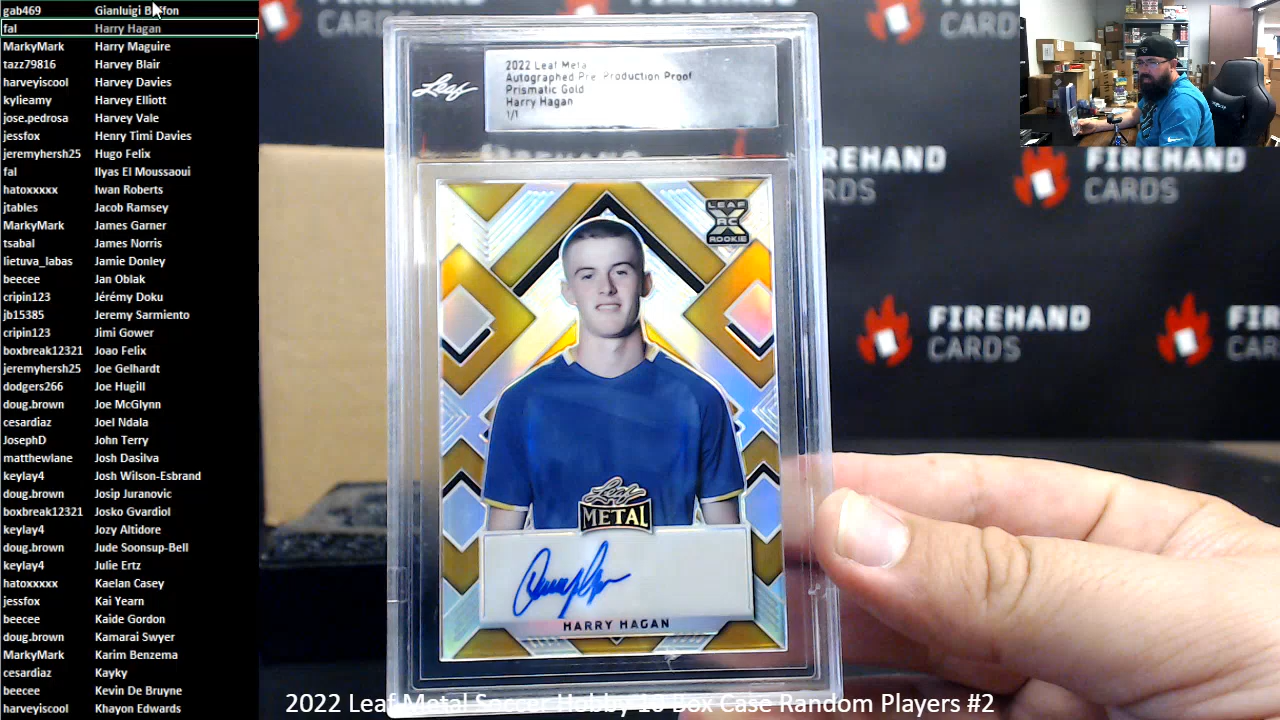 gab469 Gianluigi Buffon
fal Harry Hagan
MarkyMark Harry Maguire
tazz79816 Harvey Blair
harveyiscool Harvey Davies
kylieamy Harvey Elliott
jose.pedrosa Harvey Vale
jessfox Henry Timi Davies
jeremyhersh25 Hugo Felix
fal Ilyas El Moussaoui
hatoxxxxx Iwan Roberts
jtables Jacob Ramsey
MarkyMark James Garner
tsabal James Norris
lietuva_labas Jamie Donley
beecee Jan Oblak
cripin123 Jérémy Doku
jb15385 Jeremy Sarmiento
cripin123 Jimi Gower
boxbreak12321 Joao Felix
jeremyhersh25 Joe Gelhardt
dodgers266 Joe Hugill
doug.brown Joe McGlynn
cesardiaz Joel Ndala
JosephD John Terry
matthewlane Josh Dasilva
keylay4 Josh Wilson-Esbrand
doug.brown Josip Juranovic
boxbreak12321 Josko Gvardiol
keylay4 Jozy Altidore
doug.brown Jude Soonsup-Bell
keylay4 Julie Ertz
hatoxxxxx Kaelan Casey
jessfox Kai Yearn
beecee Kaide Gordon
doug.brown Kamarai Swyer
MarkyMark Karim Benzema
cesardiaz Kayky
beecee Kevin De Bruyne
harveyiscool Khayon Edwards
Leaf
2022 Leaf Metal
Autographed Pre-Production Proof
Prismatic Gold
Harry Hagan
1/1
LEAF
X
RC
ROOKIE
Leaf
METAL
HARRY HAGAN
CARDS
CARDS
REHAND
CARDS
FIREHAND
CARDS
FIREHAND
CARDS
FIRE
CAR
2022 Leaf Metal Soccer Hobby 10 Box Case Random Players #2